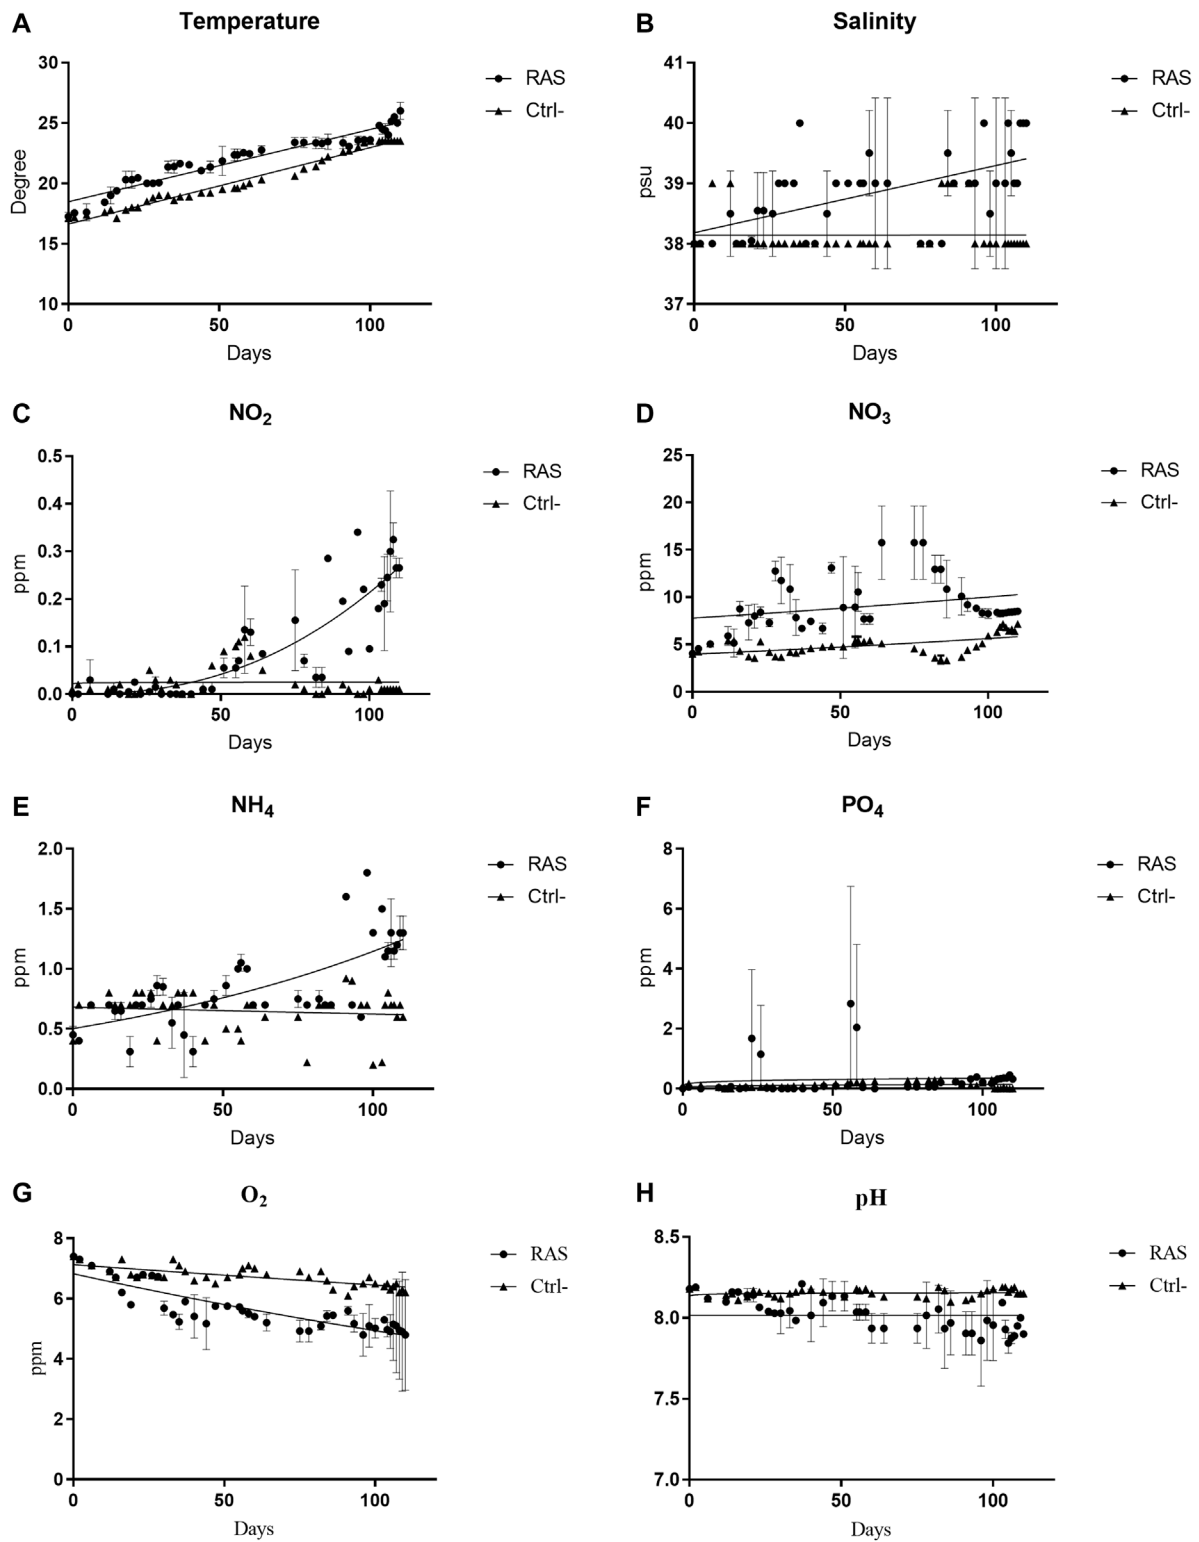 A Temperature
30
25
20
15
10
Degree
0 50 100
Days
RAS
Ctrl-
B Salinity
41
40
39
38
37
psu
0 50 100
Days
RAS
Ctrl-
C NO2
0.5
0.4
0.3
0.2
0.1
0.0
ppm
0 50 100
Days
RAS
Ctrl-
D NO3
25
20
15
10
5
0
ppm
0 50 100
Days
RAS
Ctrl-
E NH4
2.0
1.5
1.0
0.5
0.0
ppm
0 50 100
Days
RAS
Ctrl-
F PO4
8
6
4
2
0
ppm
0 50 100
Days
RAS
Ctrl-
G O2
8
6
4
2
0
ppm
0 50 100
Days
RAS
Ctrl-
H pH
8.5
8.0
7.5
7.0
0 50 100
Days
RAS
Ctrl-